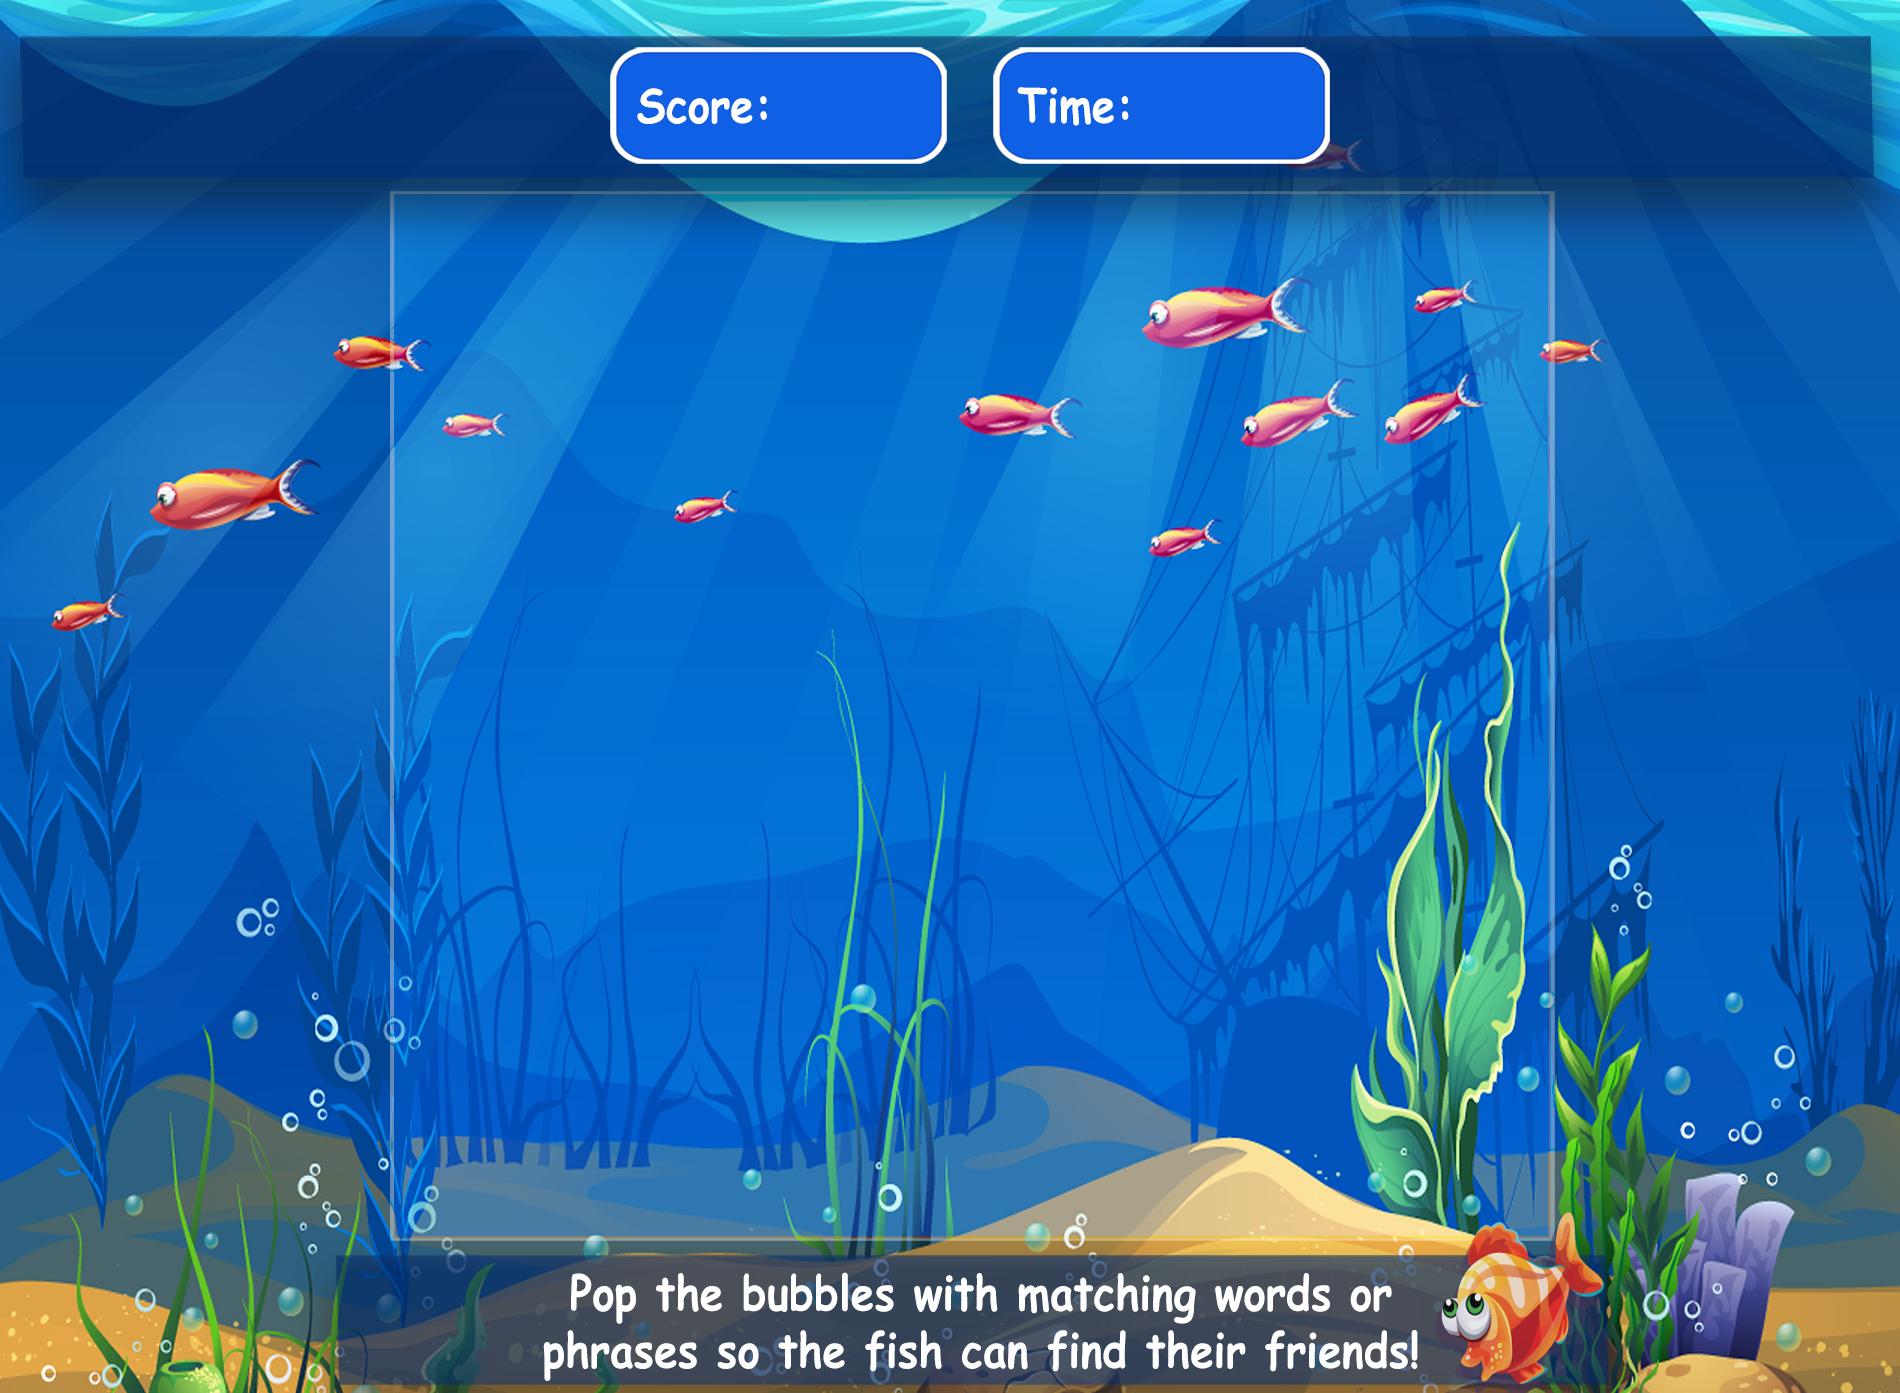 Score:
Time:
Pop the bubbles with matching words or
phrases so the fish can find their friends!